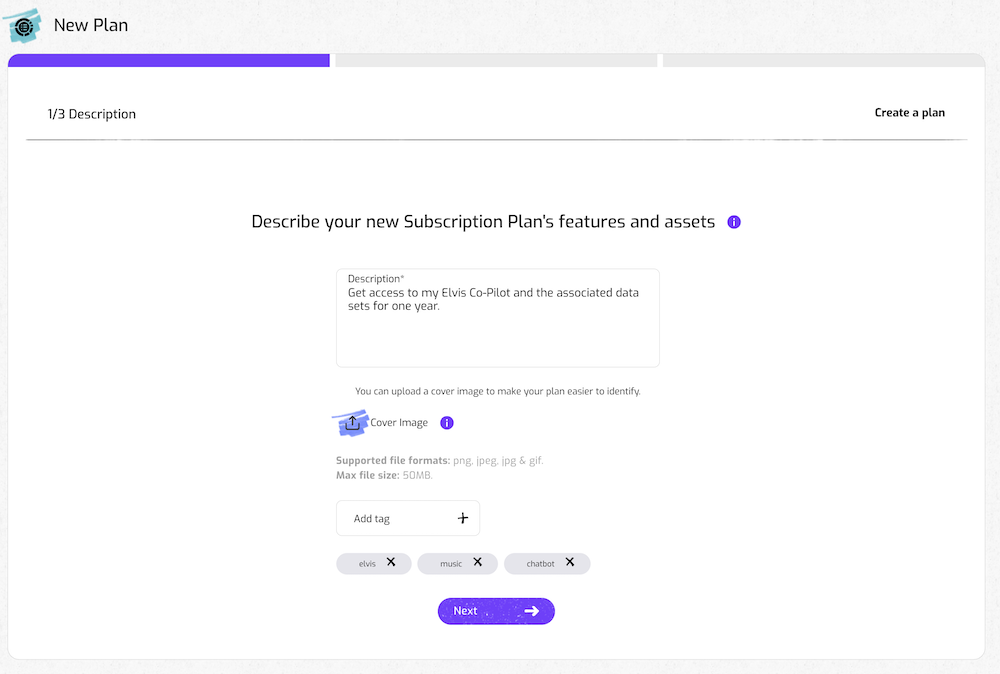 New Plan
1/3 Description
Create a plan
Describe your new Subscription Plan's features and assets
Description*
Get access to my Elvis Co-Pilot and the associated data
sets for one year.
You can upload a cover image to make your plan easier to identify.
Cover Image
Supported file formats: png, jpeg, jpg & gif.
Max file size: 50MB.
Add tag
elvis
music
chatbot
Next